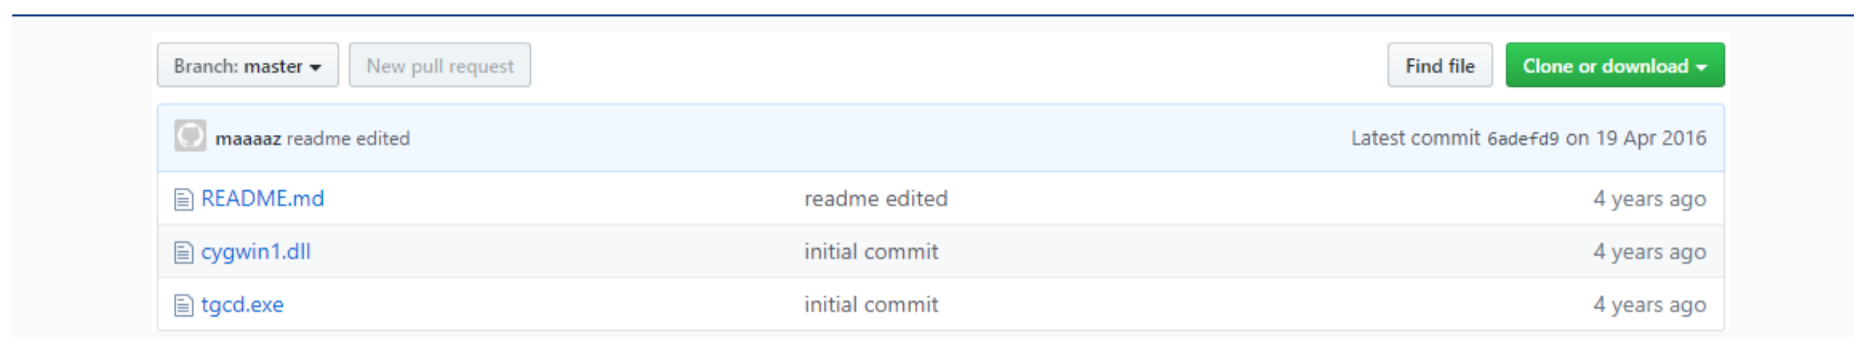 Branch: master New pull request Find file Clone or download
maaaaz readme edited Latest commit 6adefd9 on 19 Apr 2016
README.md readme edited 4 years ago
cygwin1.dll initial commit 4 years ago
tgcd.exe initial commit 4 years ago